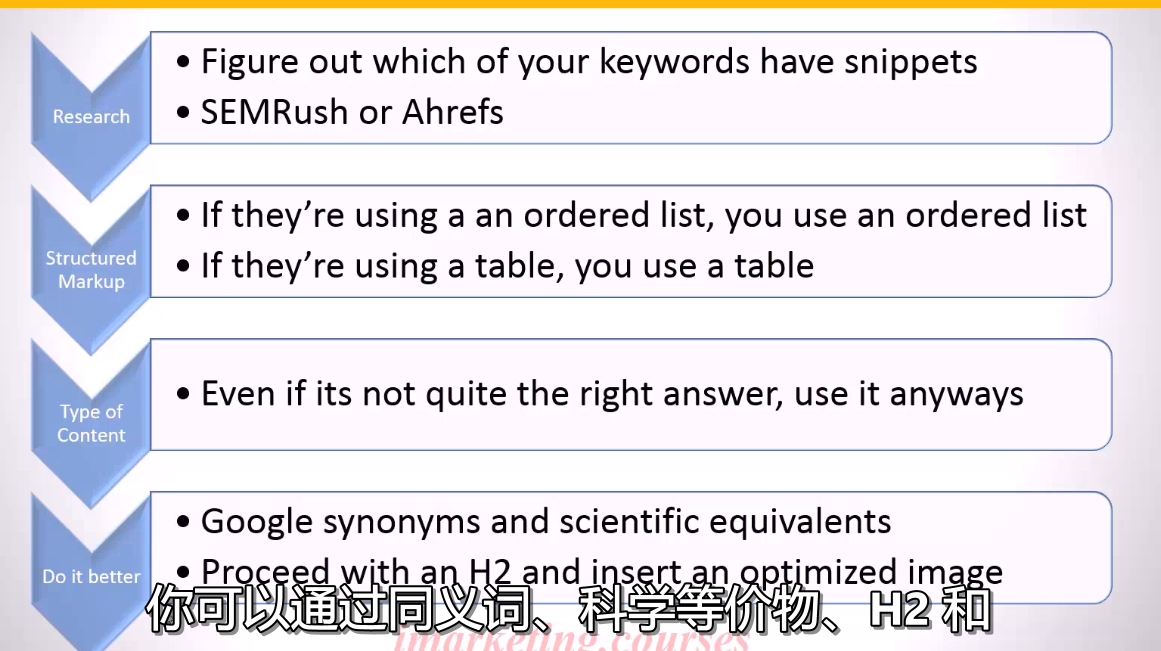 Research
• Figure out which of your keywords have snippets
• SEMRush or Ahrefs
Structured
Markup
• If they’re using a an ordered list, you use an ordered list
• If they’re using a table, you use a table
Type of
Content
• Even if its not quite the right answer, use it anyways
Do it better
• Google synonyms and scientific equivalents
• Proceed with an H2 and insert an optimized image
你可以通过同义词、科学等价物、H2 和
imarketing.courses